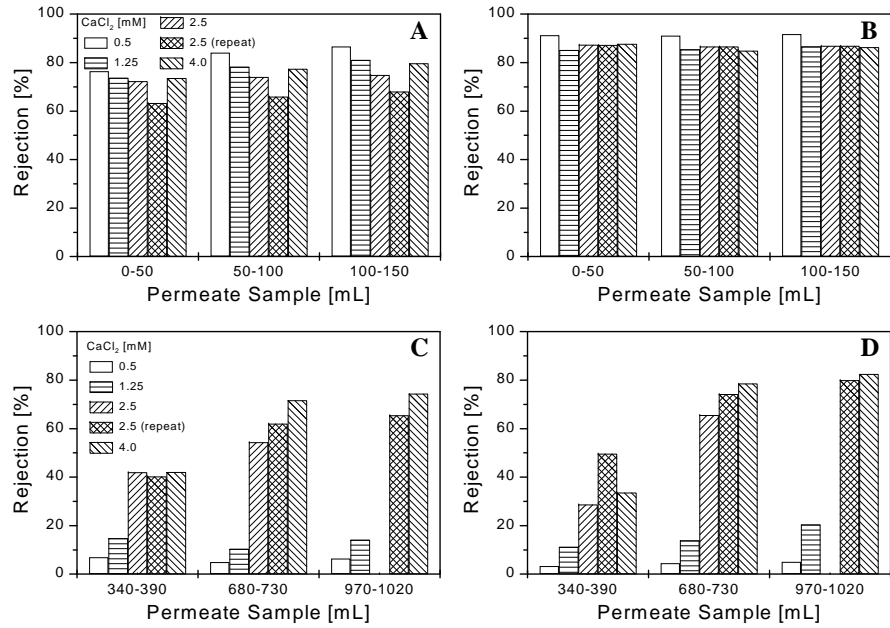 A
CaCl₂ [mM]
0.5
1.25
2.5
2.5 (repeat)
4.0
Rejection [%]
100
80
60
40
20
0
0-50 50-100 100-150
Permeate Sample [mL]
B
Rejection [%]
100
80
60
40
20
0
0-50 50-100 100-150
Permeate Sample [mL]
C
CaCl₂ [mM]
0.5
1.25
2.5
2.5 (repeat)
4.0
Rejection [%]
100
80
60
40
20
0
340-390 680-730 970-1020
Permeate Sample [mL]
D
Rejection [%]
100
80
60
40
20
0
340-390 680-730 970-1020
Permeate Sample [mL]